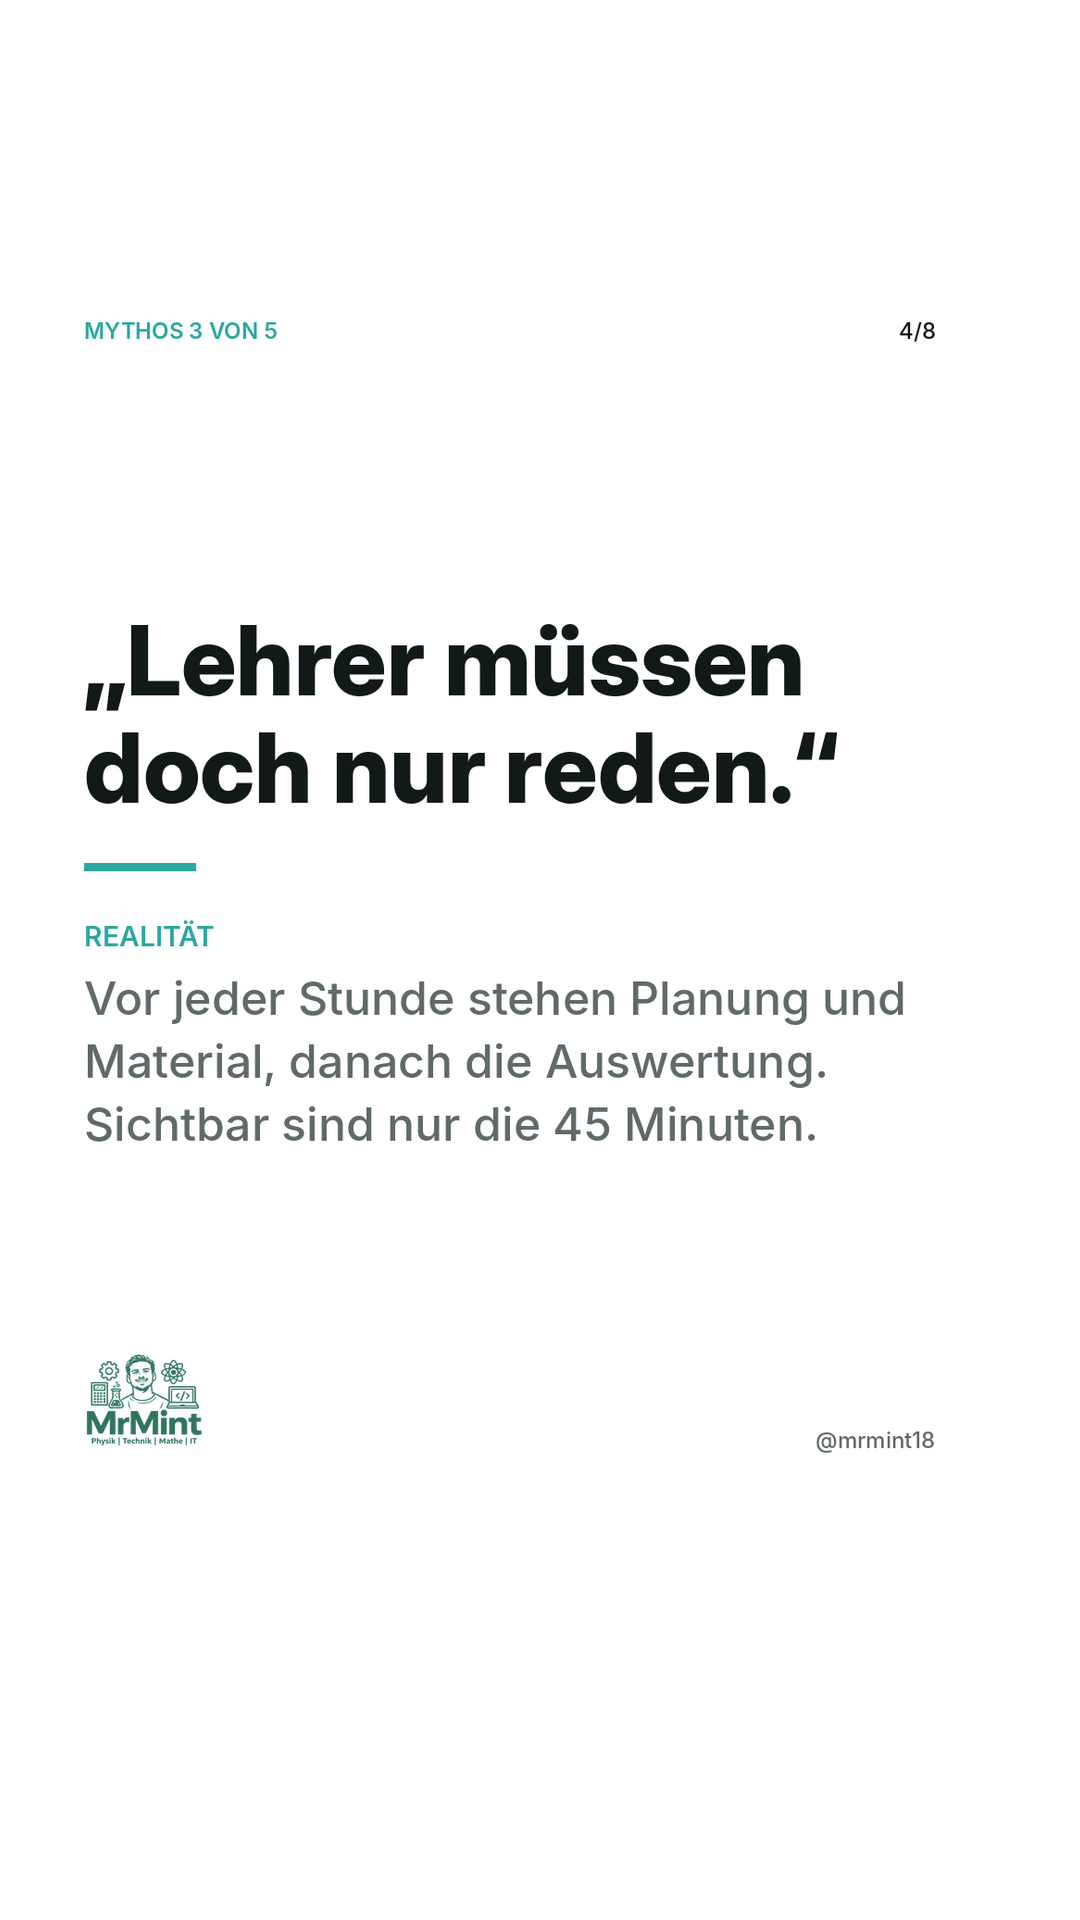 MYTHOS 3 VON 5
4/8
„Lehrer müssen
doch nur reden.“
REALITÄT
Vor jeder Stunde stehen Planung und
Material, danach die Auswertung.
Sichtbar sind nur die 45 Minuten.
</>
MrMint
Physik | Technik | Mathe | IT
@mrmint18